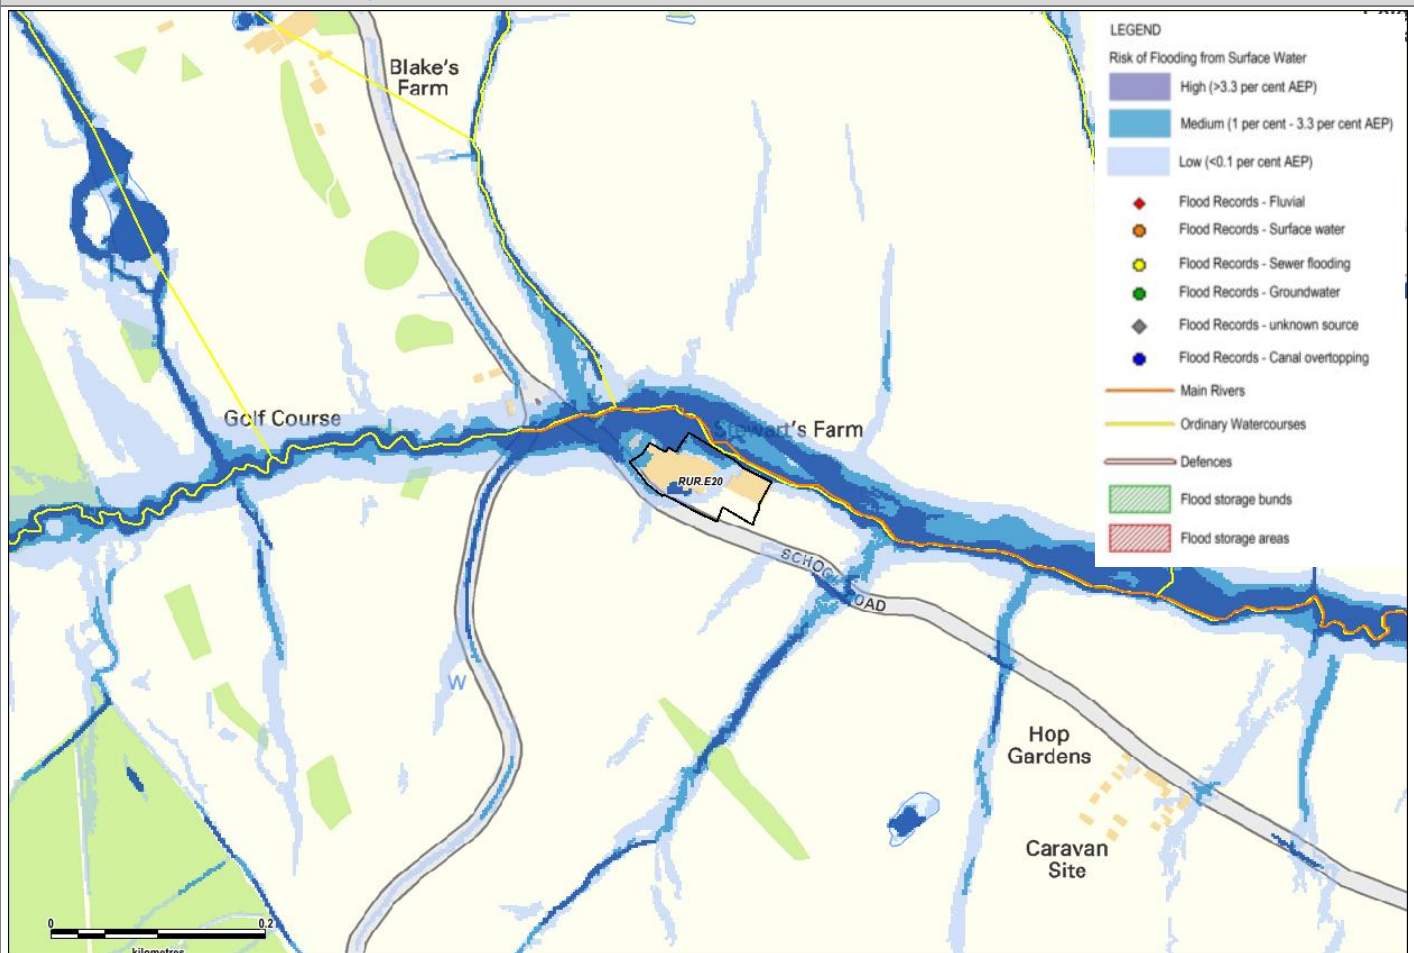 LEGEND
Risk of Flooding from Surface Water
High (>3.3 per cent AEP)
Medium (1 per cent - 3.3 per cent AEP)
Low (<0.1 per cent AEP)
Flood Records - Fluvial
Flood Records - Surface water
Flood Records - Sewer flooding
Flood Records - Groundwater
Flood Records - unknown source
Flood Records - Canal overtopping
Main Rivers
Ordinary Watercourses
Defences
Flood storage bunds
Flood storage areas
Blake's
Farm
Golf Course
Stewart's Farm
RUR.E20
W
Hop
Gardens
Caravan
Site
0 0.2
kilometres